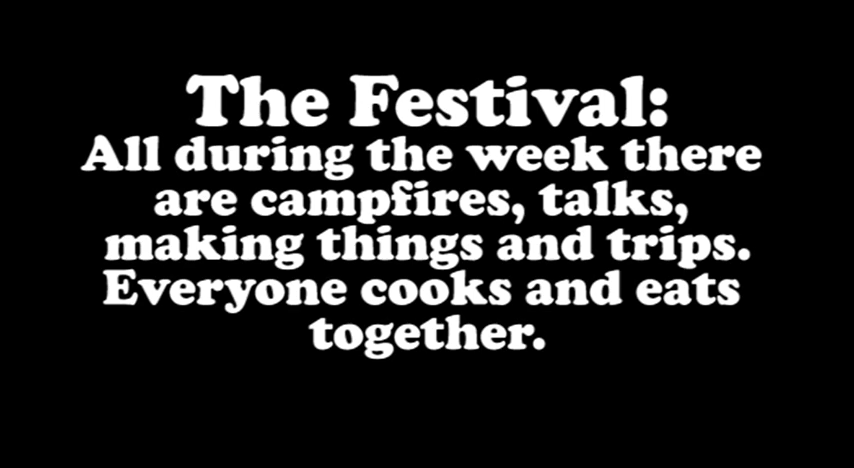 The Festival:
All during the week there
are campfires, talks,
making things and trips.
Everyone cooks and eats
together.